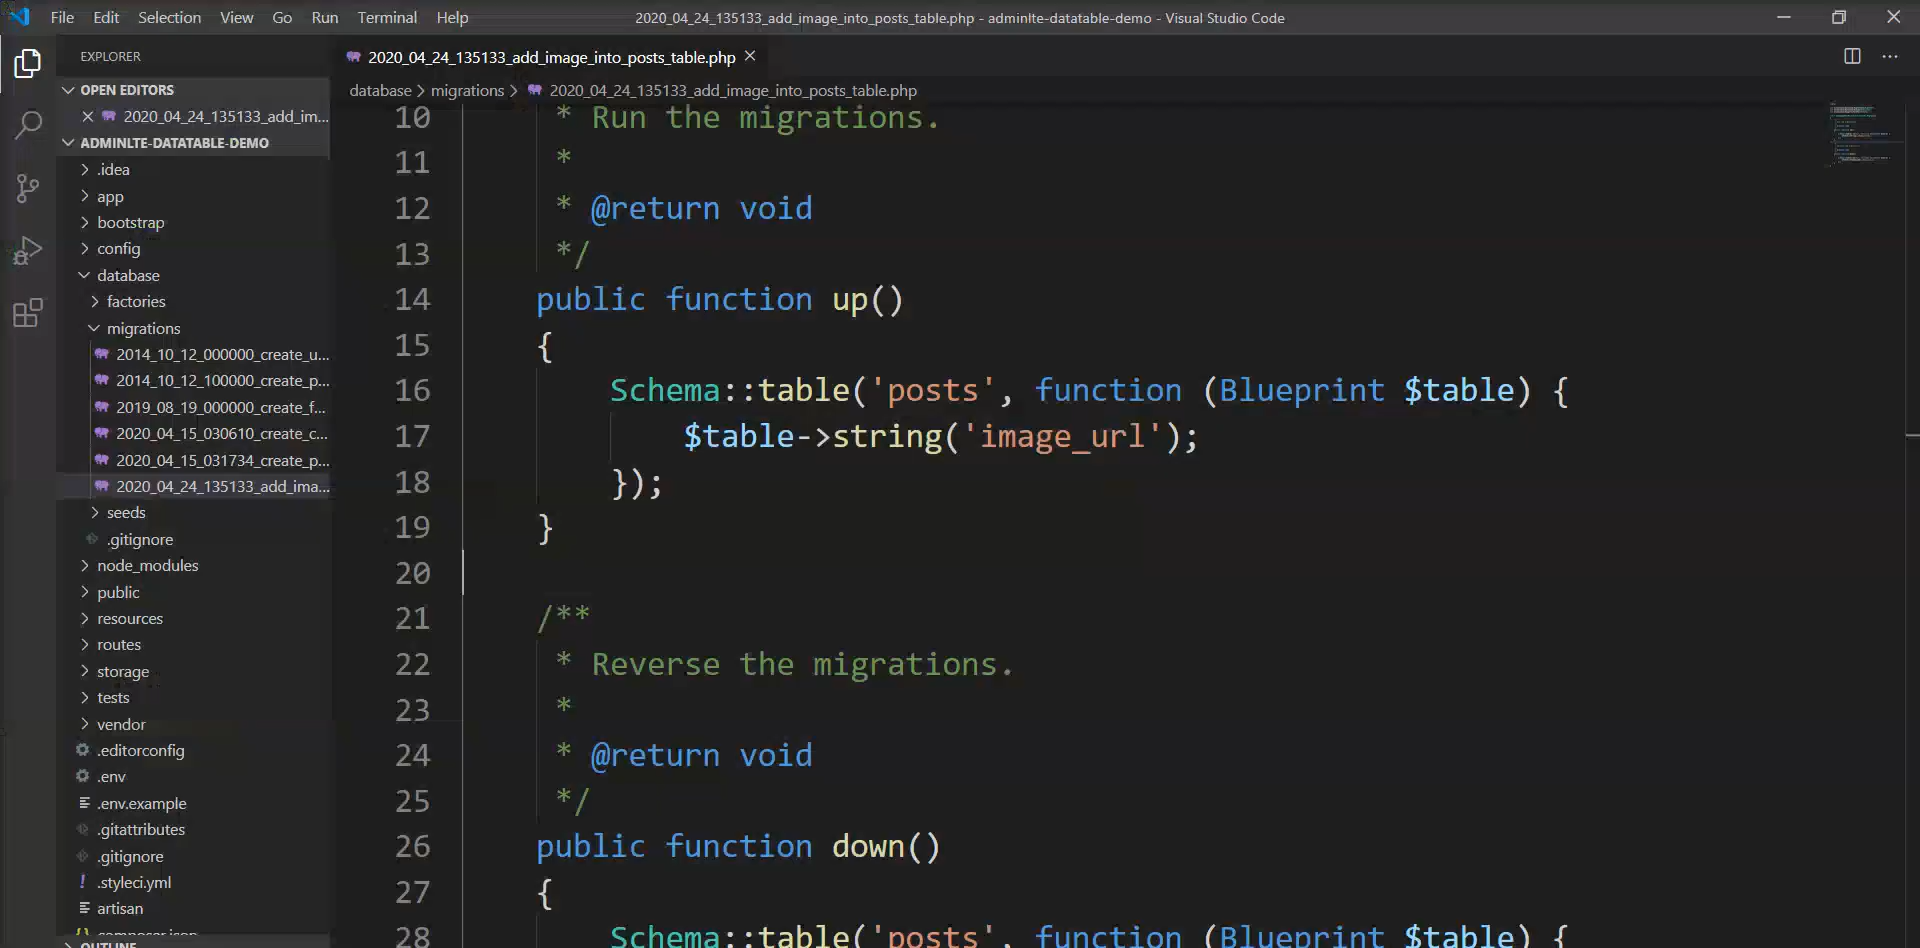 File Edit Selection View Go Run Terminal Help
2020_04_24_135133_add_image_into_posts_table.php - adminlte-datatable-demo - Visual Studio Code
EXPLORER
OPEN EDITORS
2020_04_24_135133_add_im...
ADMINLTE-DATATABLE-DEMO
.idea
app
bootstrap
config
database
factories
migrations
2014_10_12_000000_create_u...
2014_10_12_100000_create_p...
2019_08_19_000000_create_f...
2020_04_15_030610_create_c...
2020_04_15_031734_create_p...
2020_04_24_135133_add_ima...
seeds
.gitignore
node_modules
public
resources
routes
storage
tests
vendor
.editorconfig
.env
.env.example
.gitattributes
.gitignore
.styleci.yml
artisan
composer.json
OUTLINE
2020_04_24_135133_add_image_into_posts_table.php
database > migrations > 2020_04_24_135133_add_image_into_posts_table.php
10 * Run the migrations.
11 *
12 * @return void
13 */
14 public function up()
15 {
16 Schema::table('posts', function (Blueprint $table) {
17 $table->string('image_url');
18 });
19 }
20
21 /**
22 * Reverse the migrations.
23 *
24 * @return void
25 */
26 public function down()
27 {
28 Schema::table('posts', function (Blueprint $table) {